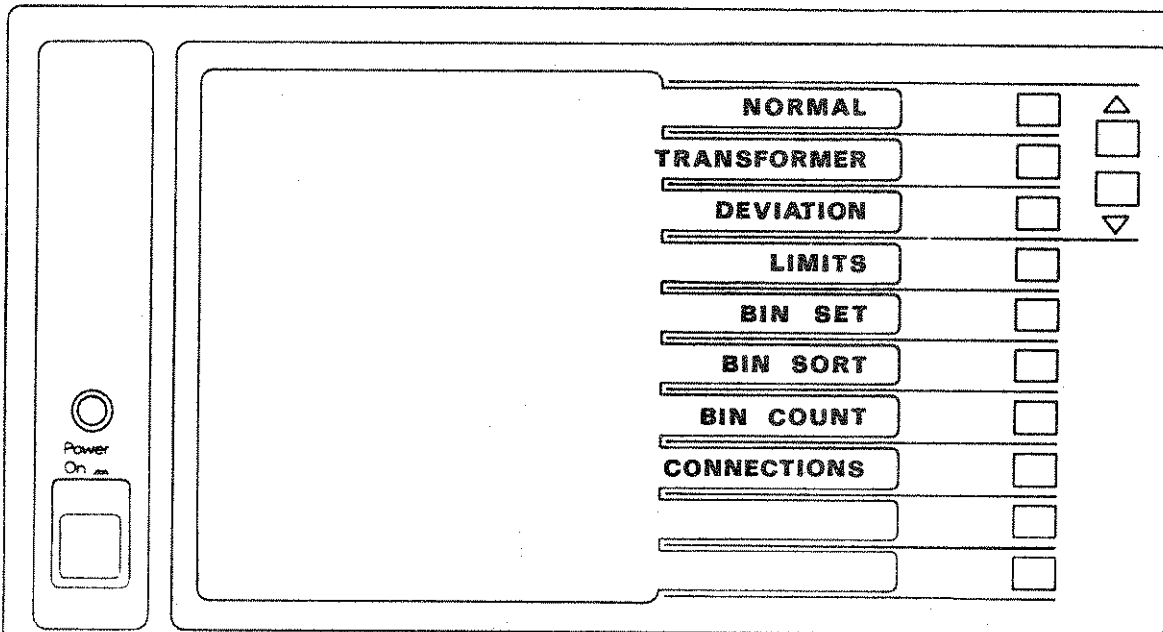 NORMAL
TRANSFORMER
DEVIATION
LIMITS
BIN SET
BIN SORT
BIN COUNT
CONNECTIONS
Power
On